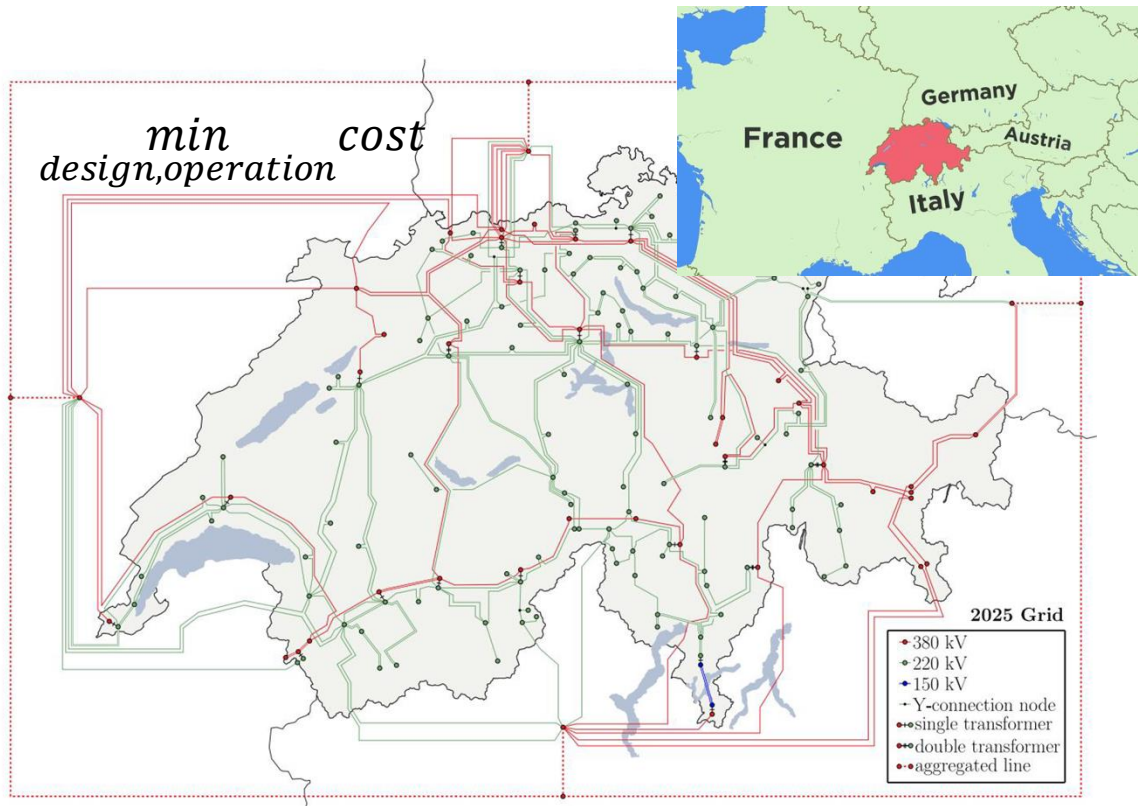 min cost
design,operation
Germany
France
Austria
Italy
2025 Grid
380 kV
220 kV
150 kV
Y-connection node
single transformer
double transformer
aggregated line